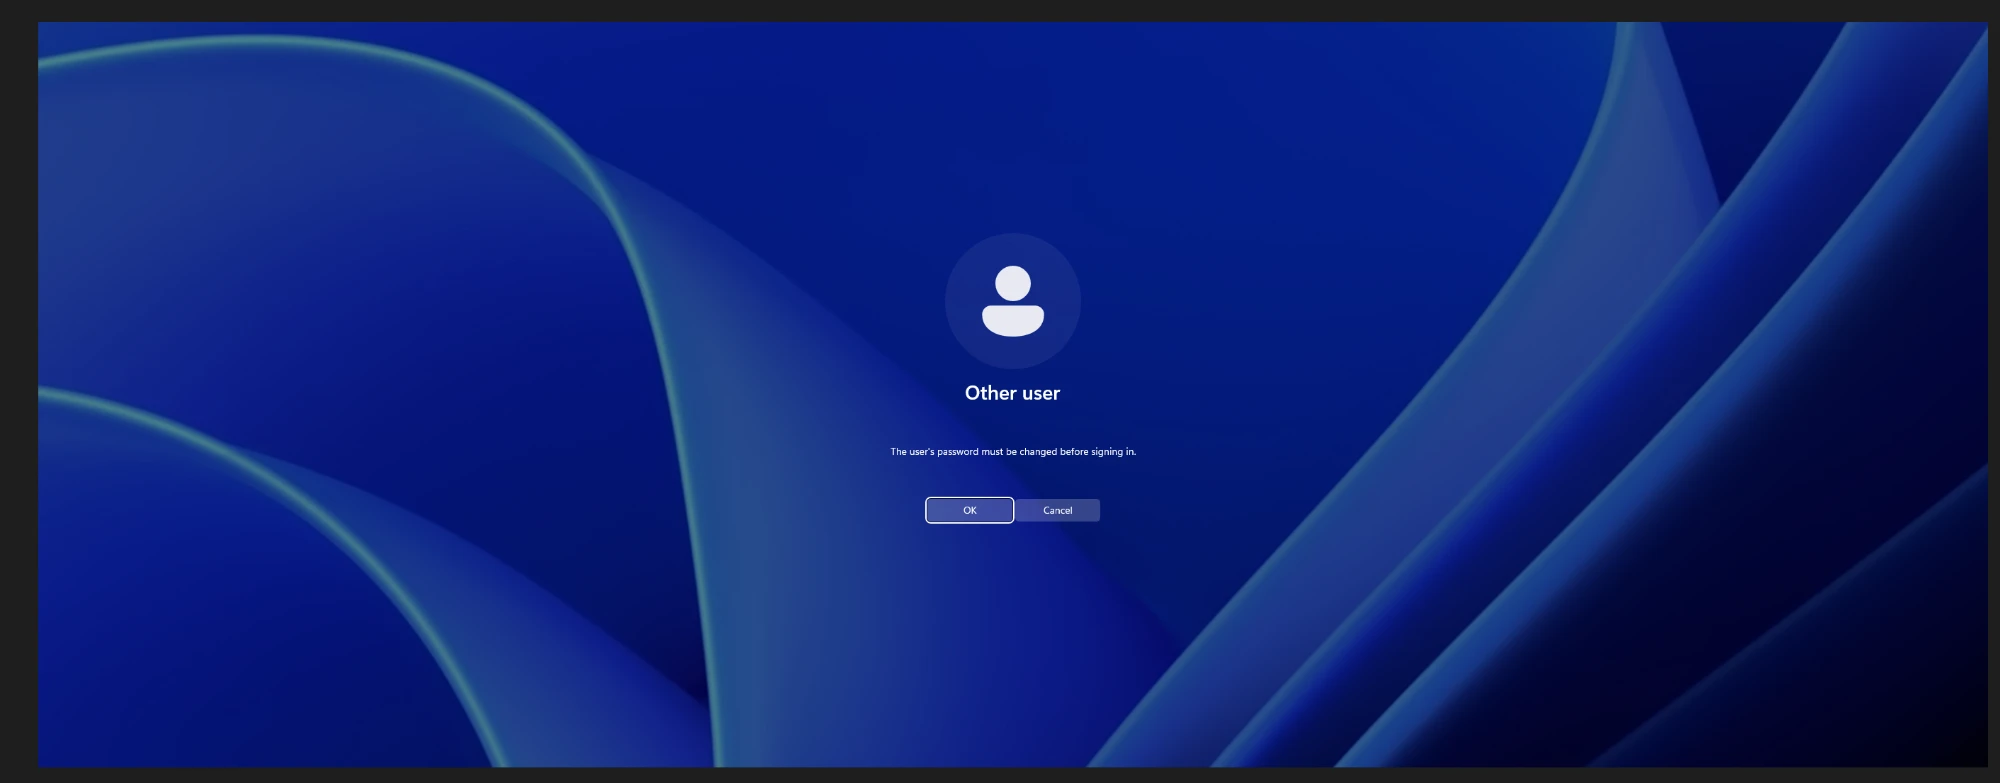 Other user
The user's password must be changed before signing in.
OK
Cancel